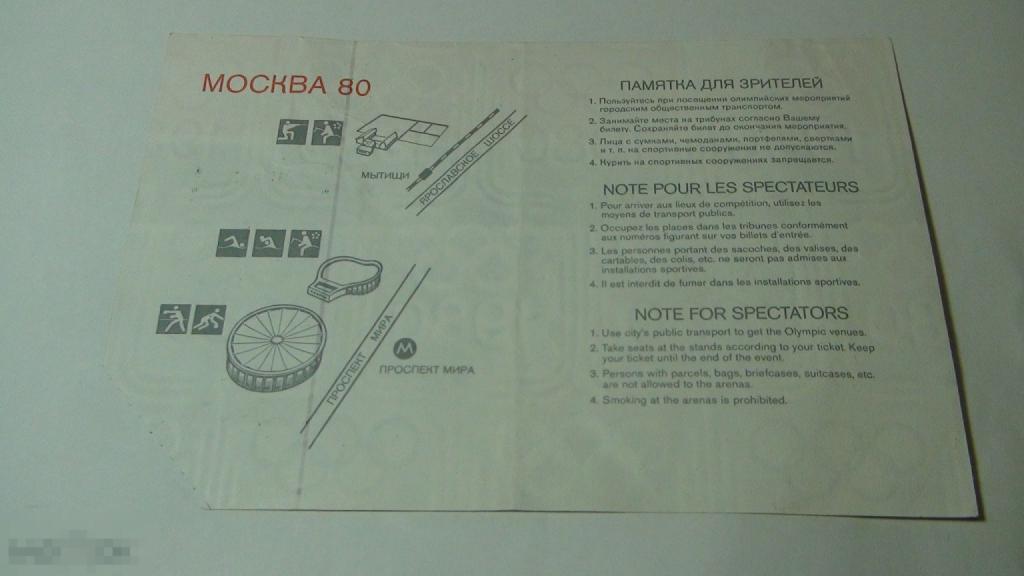 МОСКВА 80
МЫТИЩИ
ЯРОСЛАВСКОЕ ШОССЕ
ПРОСПЕКТ МИРА
М
ПРОСПЕКТ МИРА
ПАМЯТКА ДЛЯ ЗРИТЕЛЕЙ
1. Пользуйтесь при посещении олимпийских мероприятий
городским общественным транспортом.
2. Занимайте места на трибунах согласно Вашему
билету. Сохраняйте билет до окончания мероприятия.
3. Лица с сумками, чемоданами, портфелями, свертками
и т. п. на спортивные сооружения не допускаются.
4. Курить на спортивных сооружениях запрещается.
NOTE POUR LES SPECTATEURS
1. Pour arriver aux lieux de compétition, utilisez les
moyens de transport publics.
2. Occupez les places dans les tribunes conformément
aux numéros figurant sur vos billets d'entrée.
3. Les personnes portant des sacoches, des valises, des
cartables, des colis, etc. ne seront pas admises aux
installations sportives.
4. Il est interdit de fumer dans les installations sportives.
NOTE FOR SPECTATORS
1. Use city's public transport to get the Olympic venues.
2. Take seats at the stands according to your ticket. Keep
your ticket until the end of the event.
3. Persons with parcels, bags, briefcases, suitcases, etc.
are not allowed to the arenas.
4. Smoking at the arenas is prohibited.